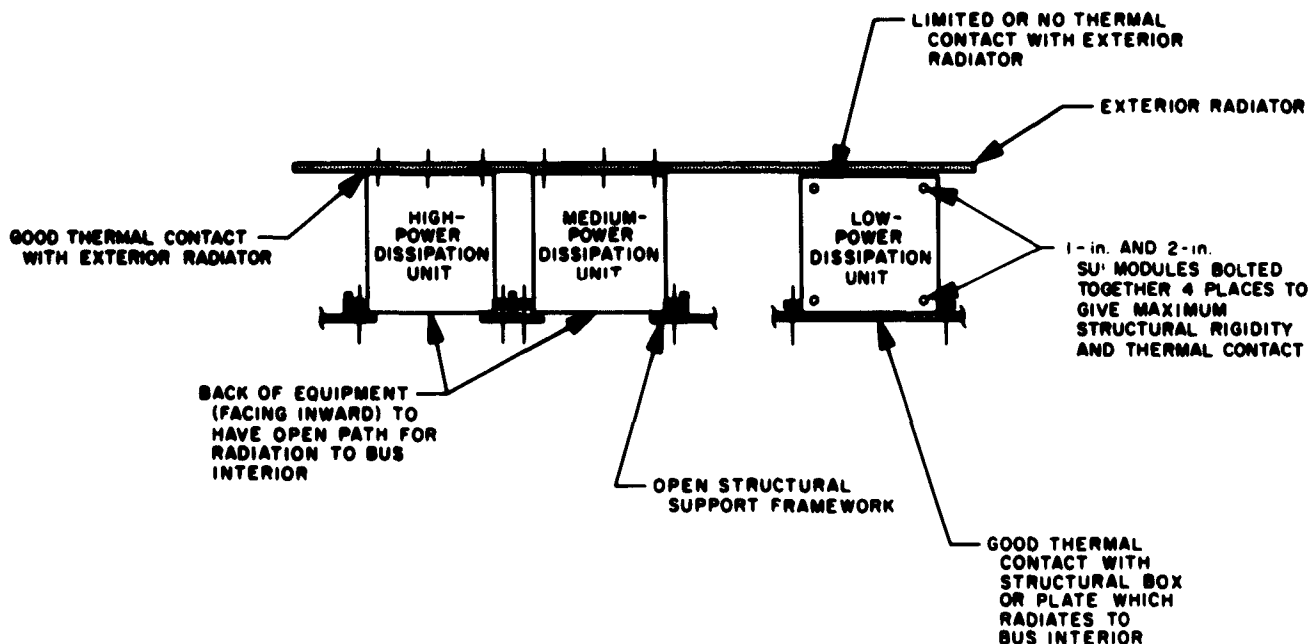 LIMITED OR NO THERMAL
CONTACT WITH EXTERIOR
RADIATOR
EXTERIOR RADIATOR
GOOD THERMAL CONTACT
WITH EXTERIOR RADIATOR
HIGH-
POWER
DISSIPATION
UNIT
MEDIUM-
POWER
DISSIPATION
UNIT
LOW-
POWER
DISSIPATION
UNIT
1-in. AND 2-in.
SU' MODULES BOLTED
TOGETHER 4 PLACES TO
GIVE MAXIMUM
STRUCTURAL RIGIDITY
AND THERMAL CONTACT
BACK OF EQUIPMENT
(FACING INWARD) TO
HAVE OPEN PATH FOR
RADIATION TO BUS
INTERIOR
OPEN STRUCTURAL
SUPPORT FRAMEWORK
GOOD THERMAL
CONTACT WITH
STRUCTURAL BOX
OR PLATE WHICH
RADIATES TO
BUS INTERIOR